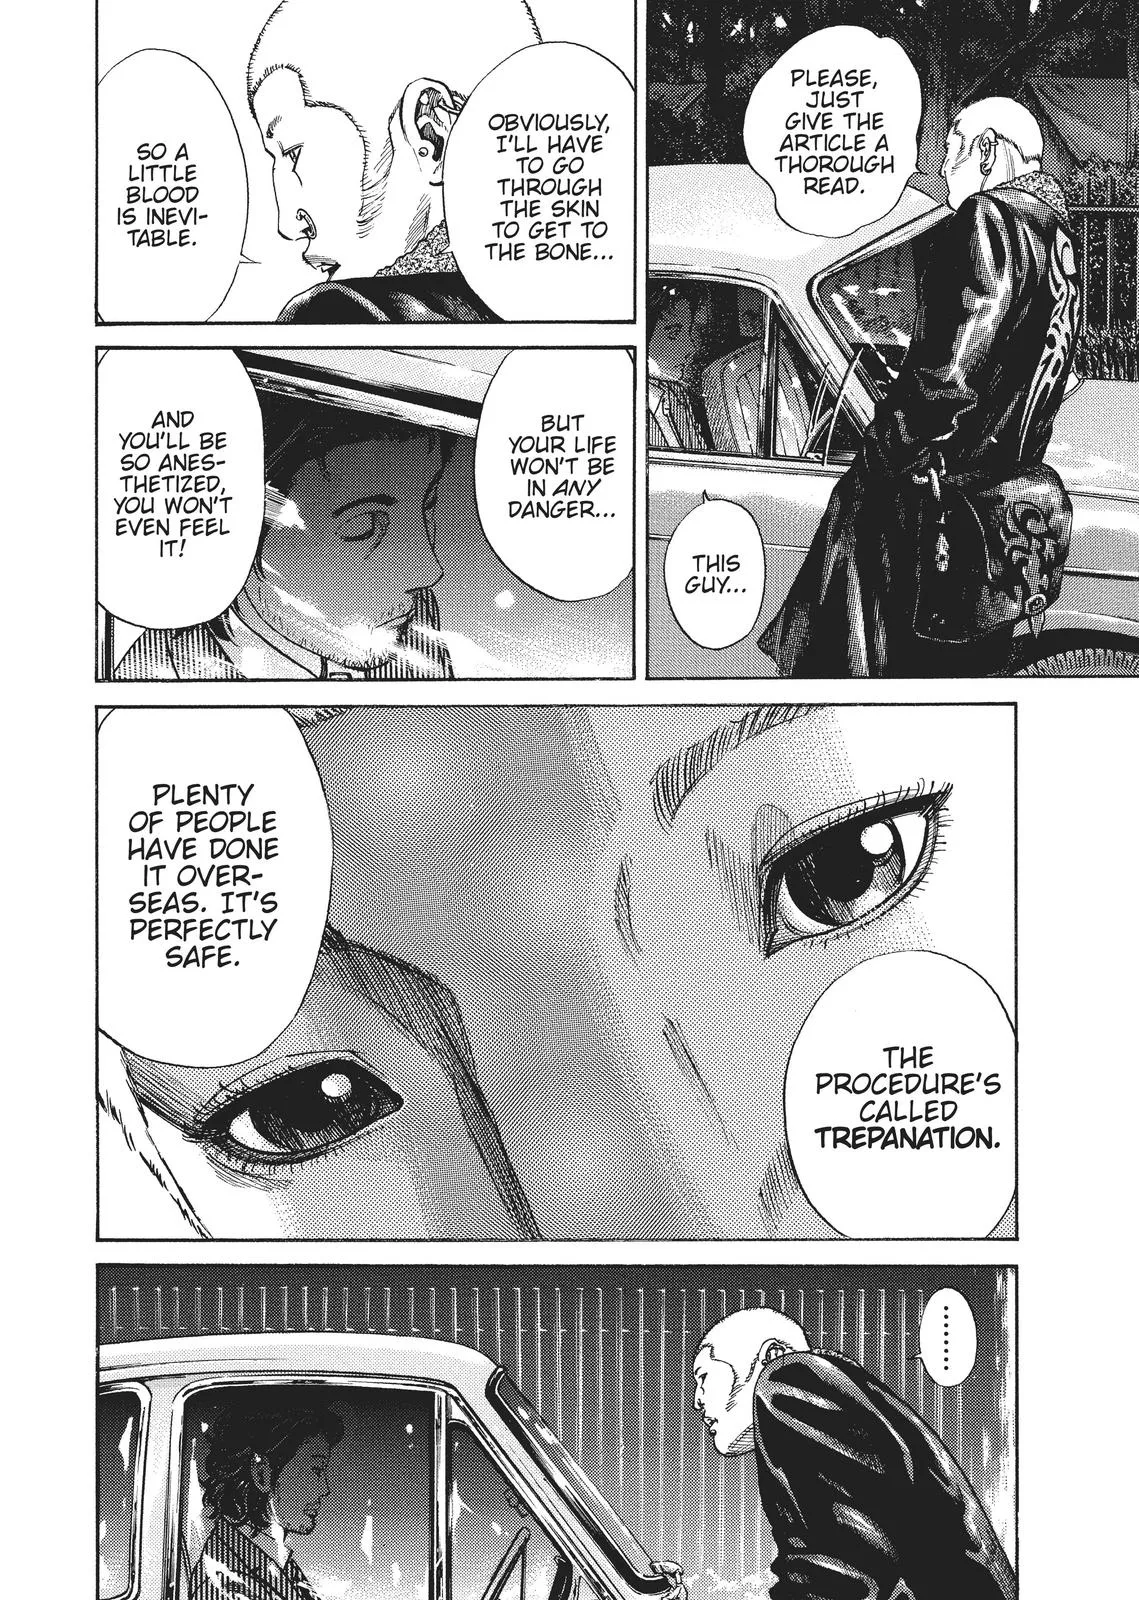 PLEASE,
JUST
GIVE THE
ARTICLE A
THOROUGH
READ.
THIS
GUY...
OBVIOUSLY,
I'LL HAVE
TO GO
THROUGH
THE SKIN
TO GET TO
THE BONE...
SO A
LITTLE
BLOOD
IS INEVI-
TABLE.
BUT
YOUR LIFE
WON'T BE
IN ANY
DANGER...
AND
YOU'LL BE
SO ANES-
THETIZED,
YOU WON'T
EVEN FEEL
IT!
THE
PROCEDURE'S
CALLED
TREPANATION.
PLENTY
OF PEOPLE
HAVE DONE
IT OVER-
SEAS. IT'S
PERFECTLY
SAFE.
........